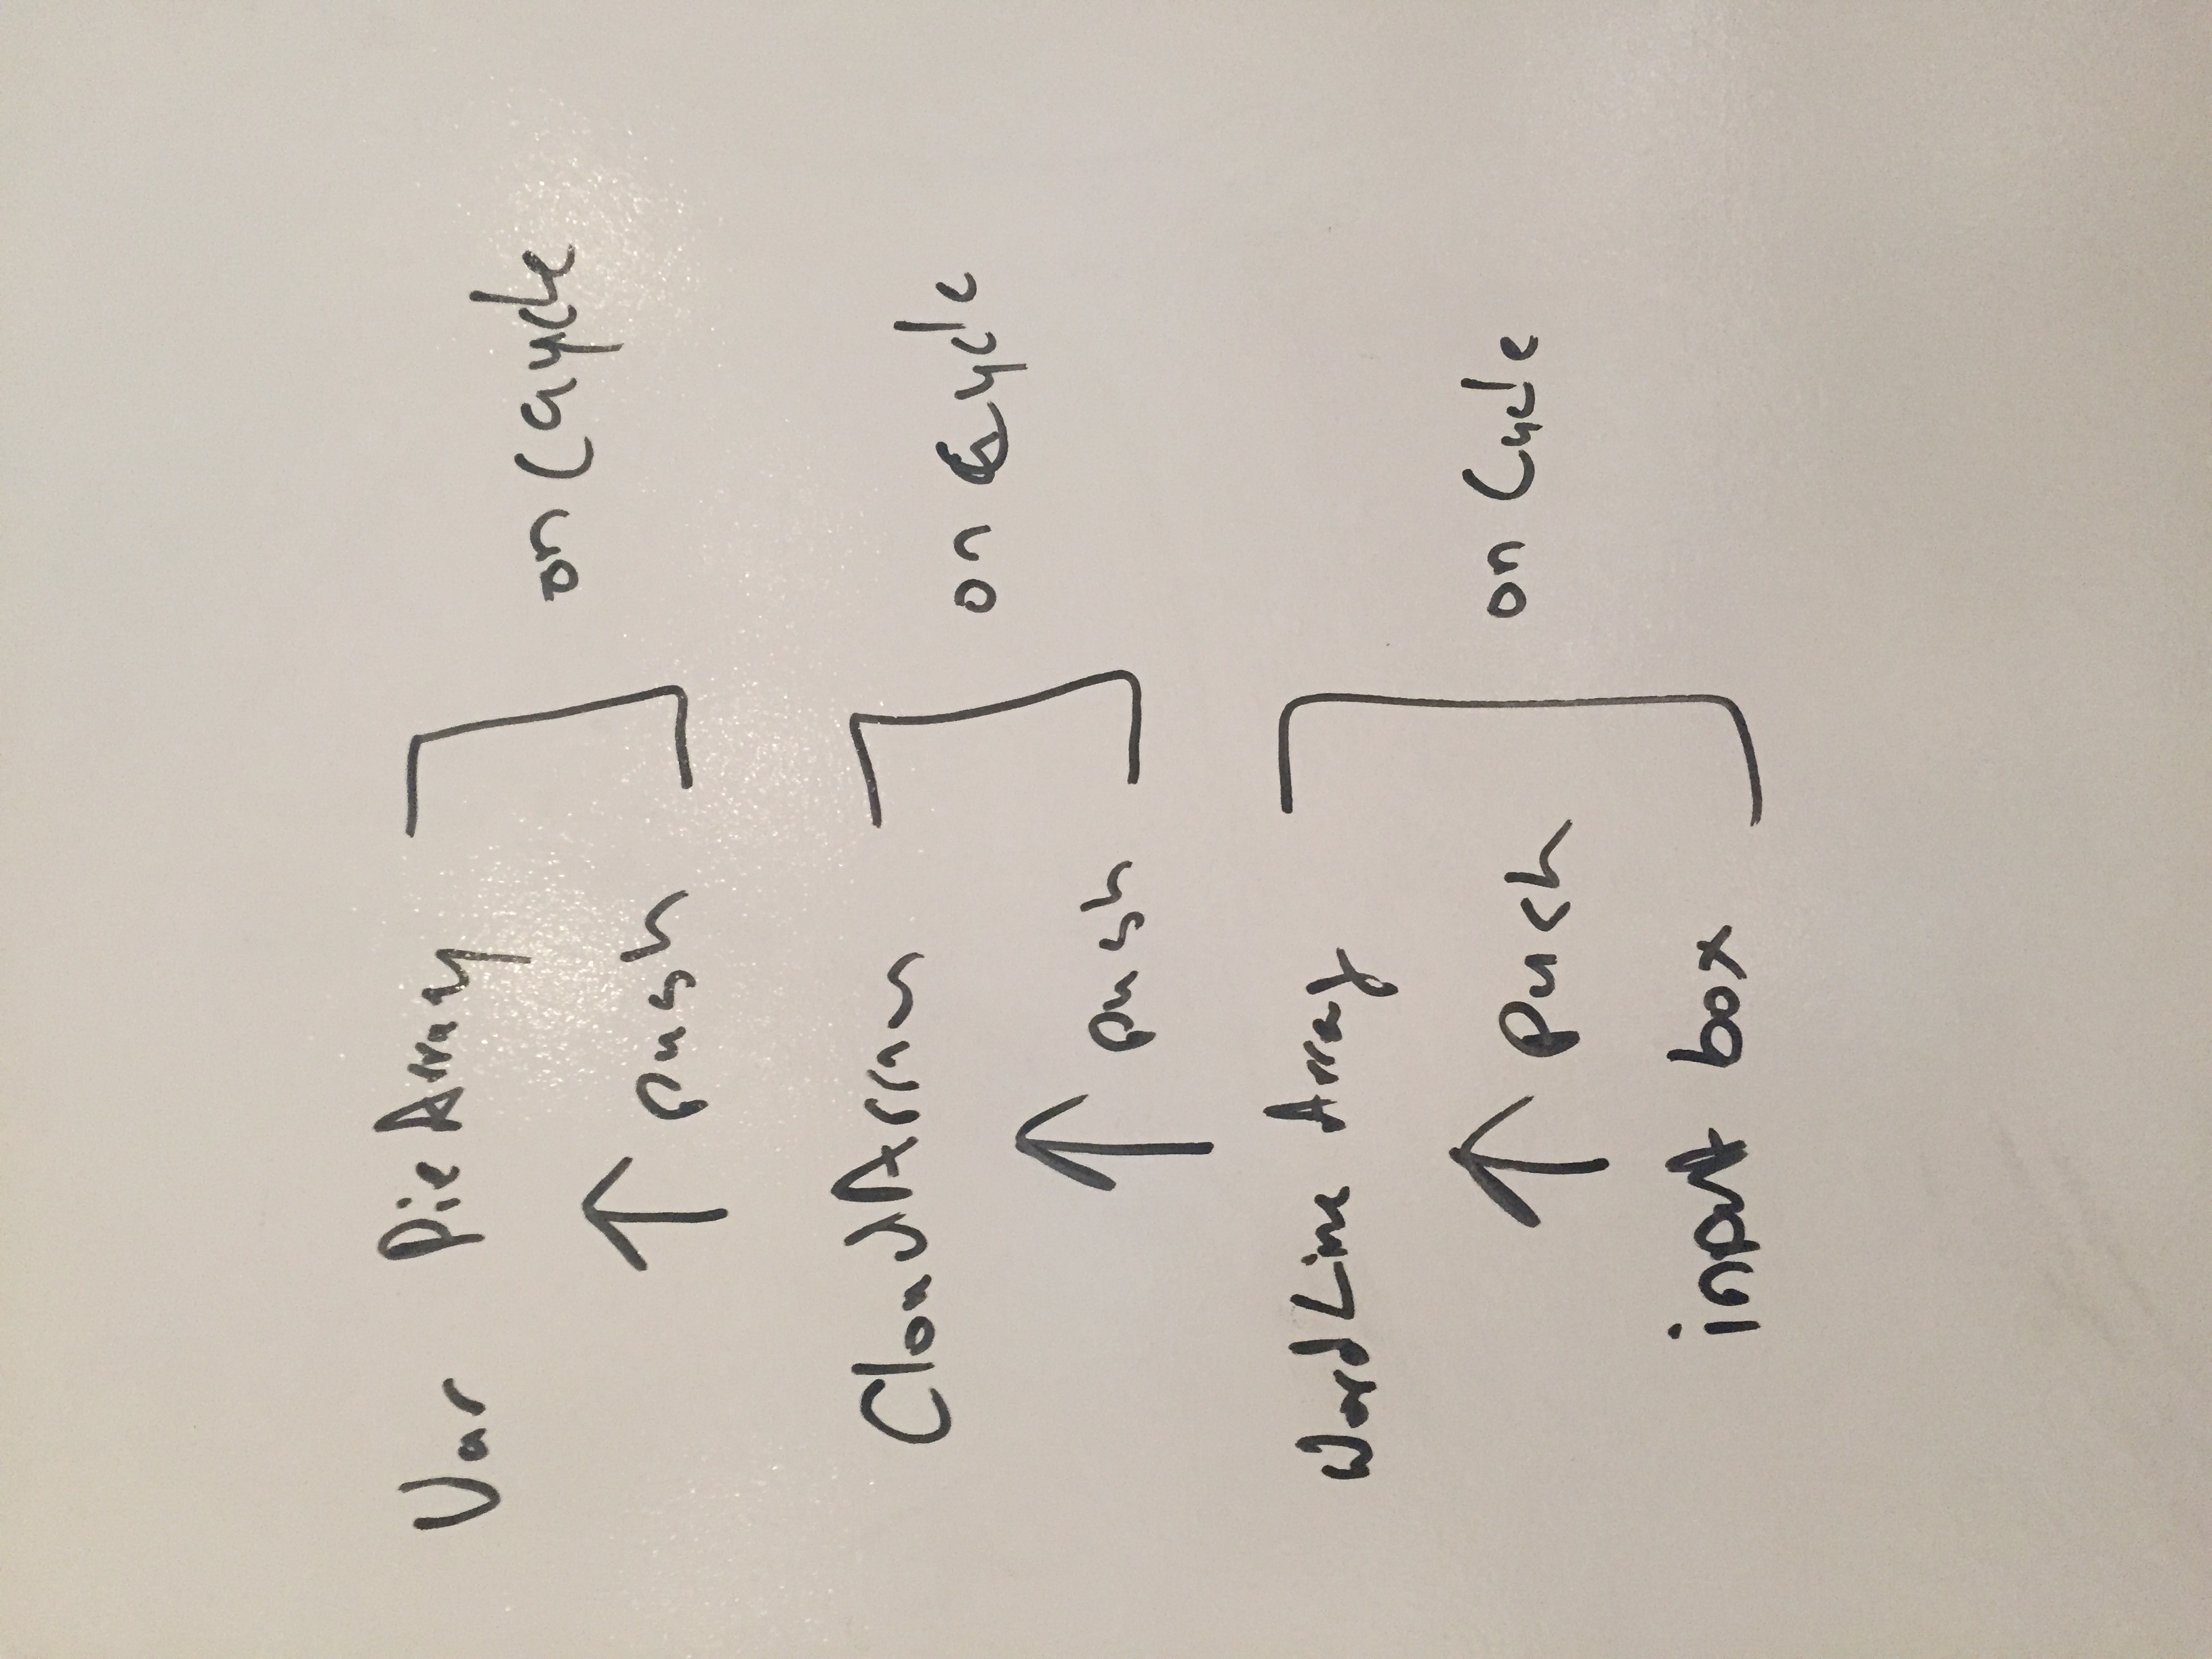 Var PieArray
on Cycle
push
CloudArray
on Cycle
push
WordLine Array
push
on Cycle
input box